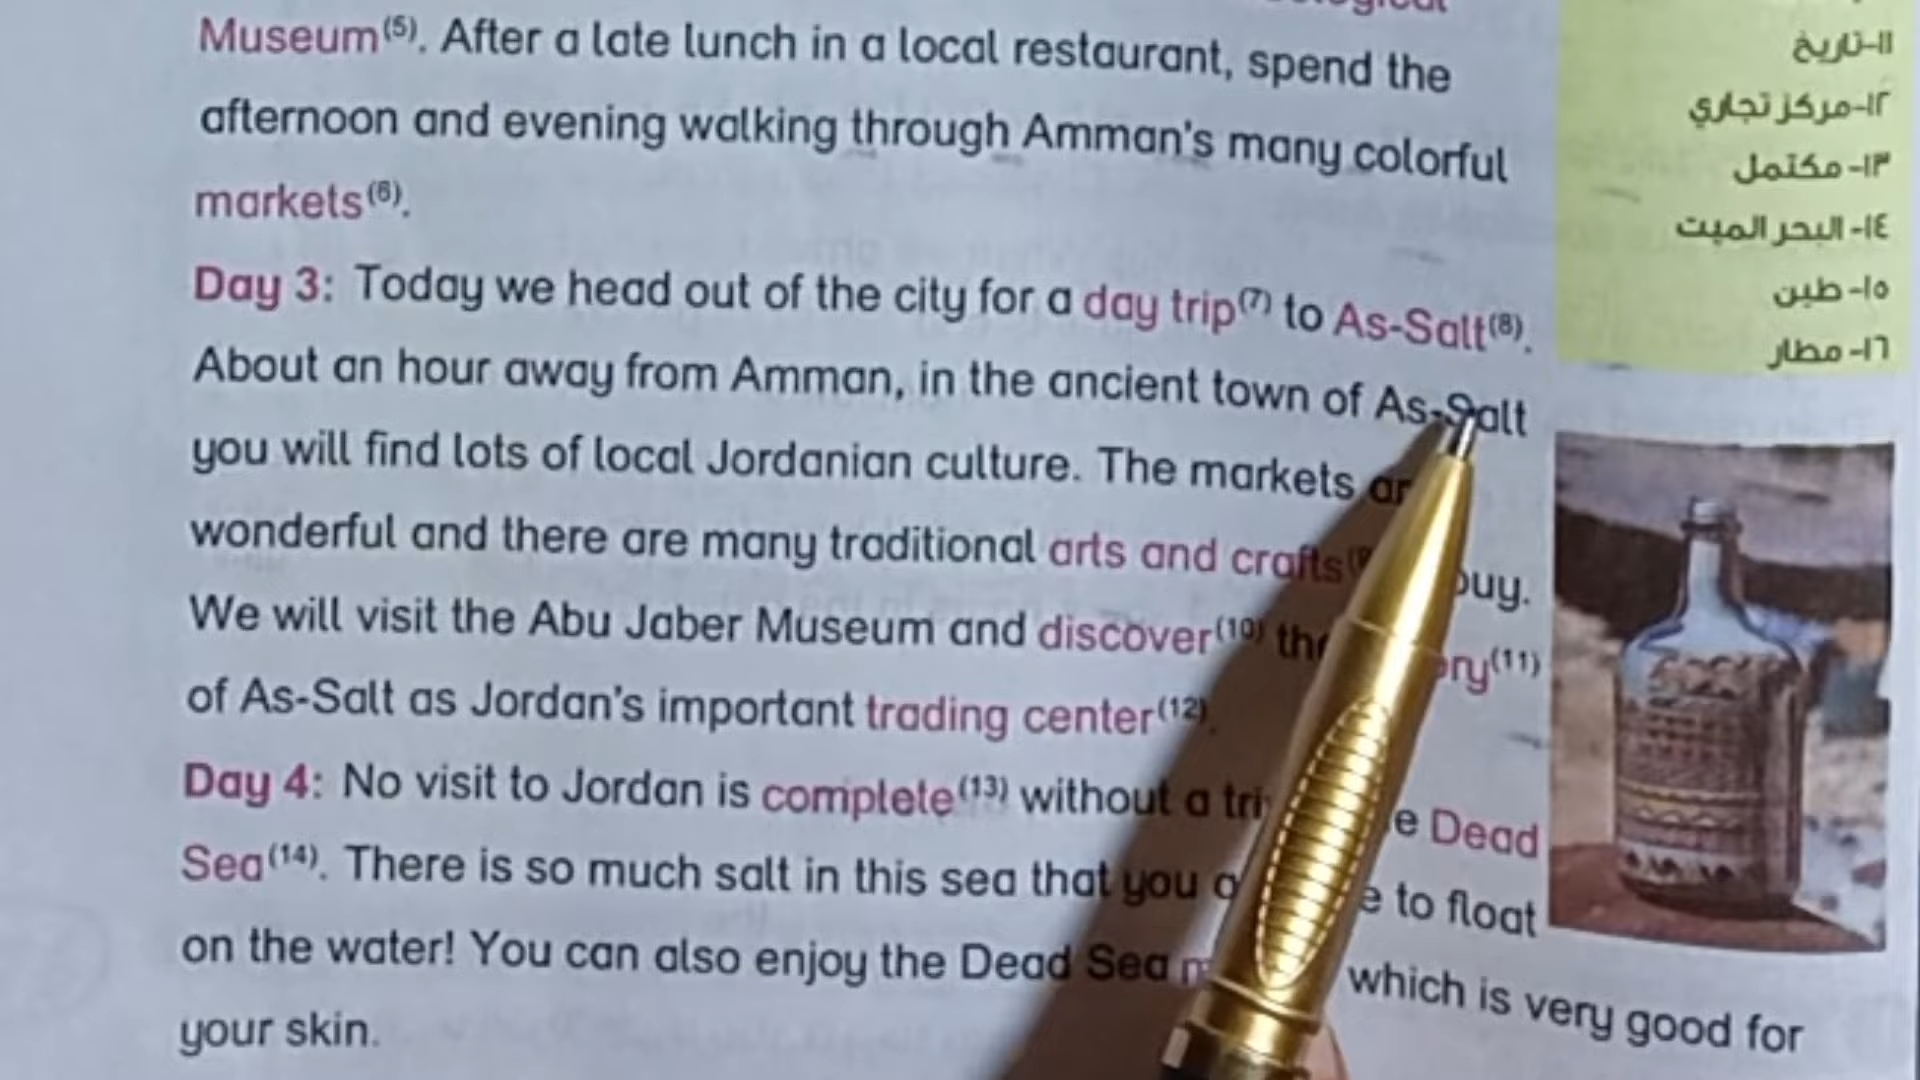 Museum(5). After a late lunch in a local restaurant, spend the
afternoon and evening walking through Amman's many colorful
markets(6).
Day 3: Today we head out of the city for a day trip(7) to As-Salt(8).
About an hour away from Amman, in the ancient town of As-Salt
you will find lots of local Jordanian culture. The markets
wonderful and there are many traditional arts and crafts buy.
We will visit the Abu Jaber Museum and discover(10) (11)
of As-Salt as Jordan's important trading center(12).
Day 4: No visit to Jordan is complete(13) without a Dead
Sea(14). There is so much salt in this sea that you to float
on the water! You can also enjoy the Dead Sea which is very good for
your skin.
١١-تاريخ
١٢-مركز تجاري
١٣- مكتمل
١٤- البحر الميت
١٥- طين
١٦- مطار